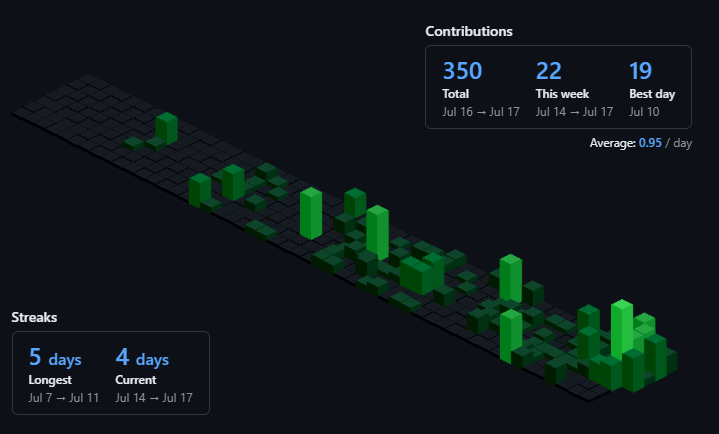 Contributions
350 22 19
Total This week Best day
Jul 16 → Jul 17 Jul 14 → Jul 17 Jul 10
Average: 0.95 / day
Streaks
5 days 4 days
Longest Current
Jul 7 → Jul 11 Jul 14 → Jul 17